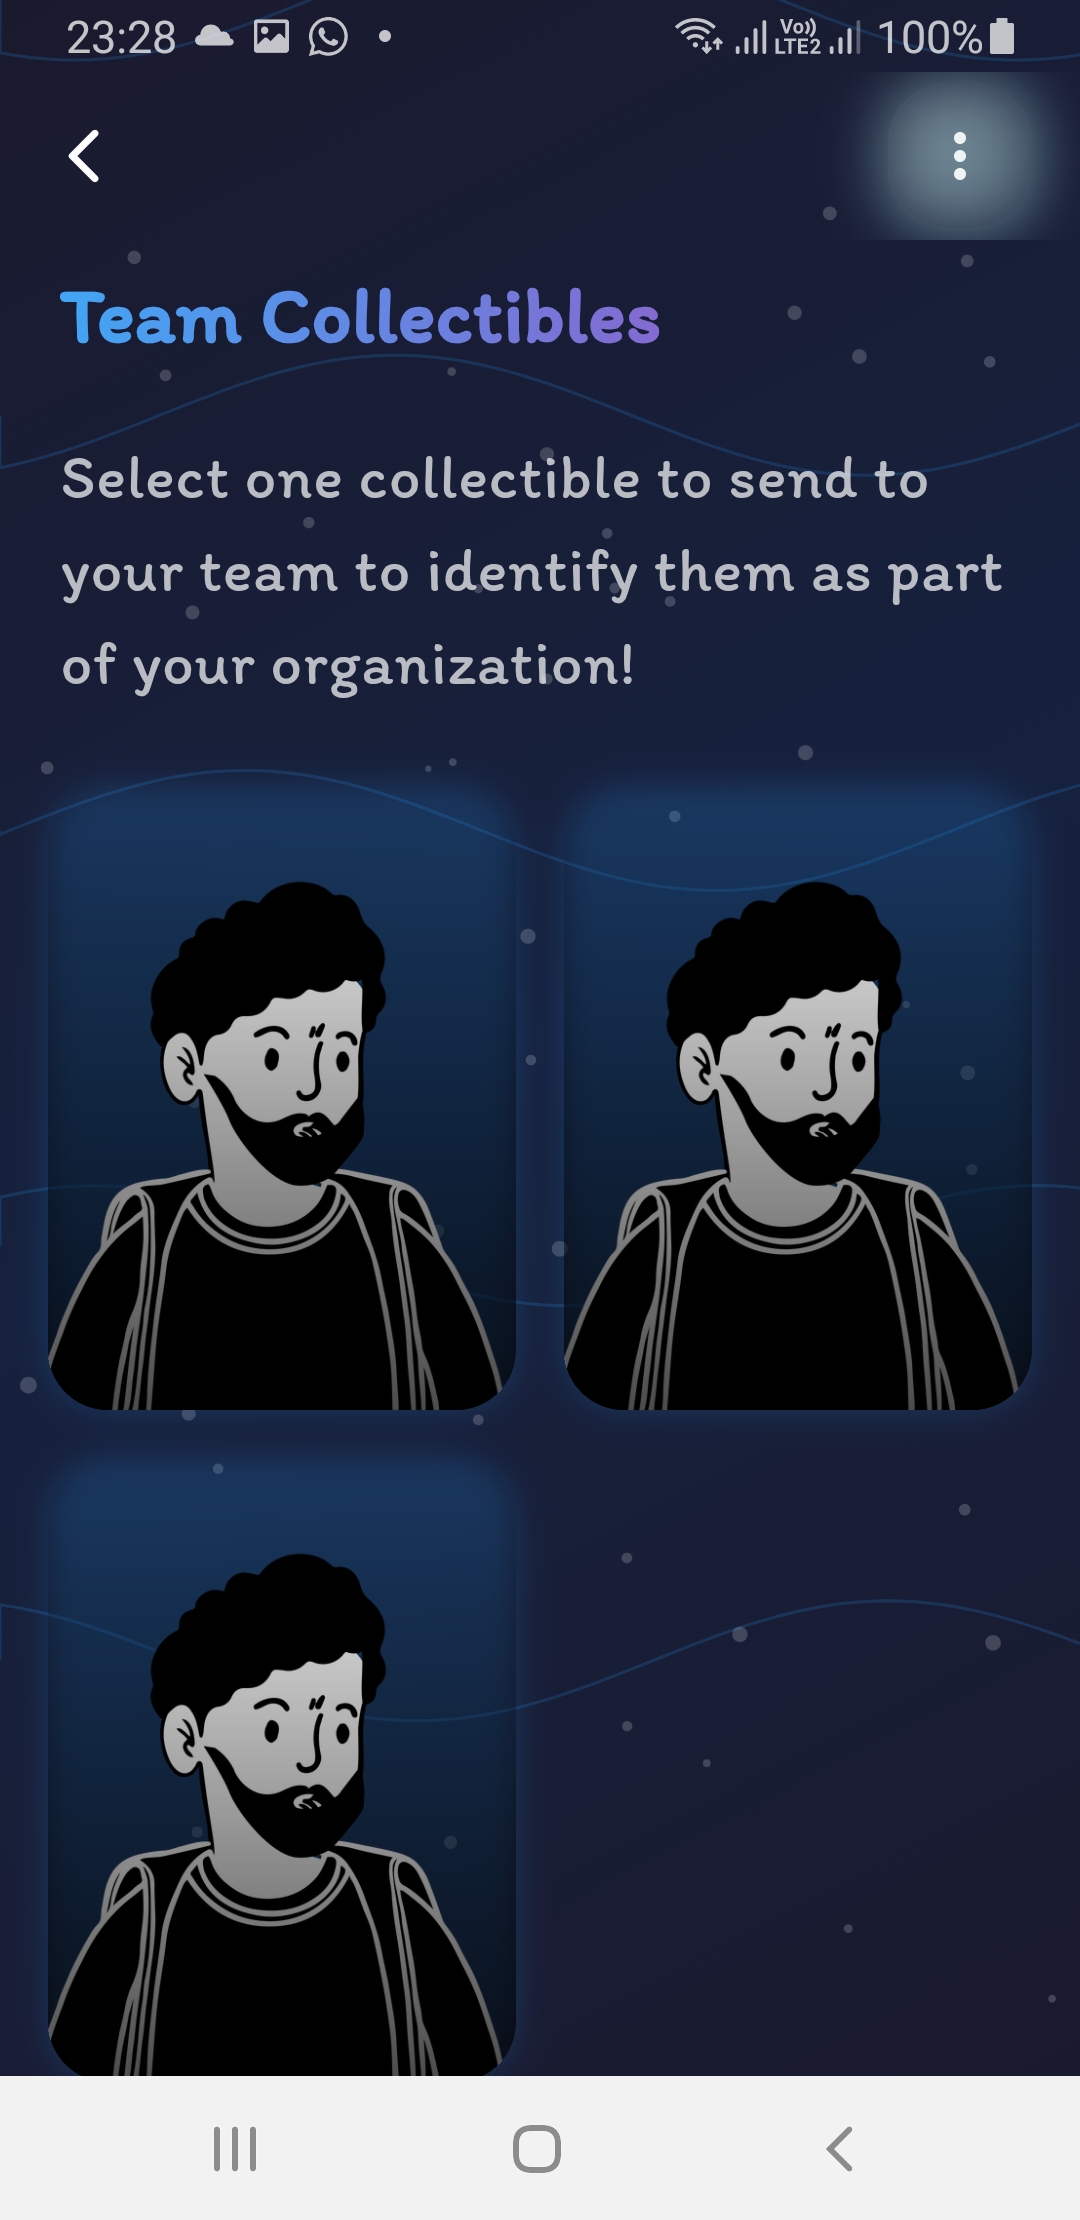 23:28 Vo)) LTE2 100%
Team Collectibles
Select one collectible to send to
your team to identify them as part
of your organization!